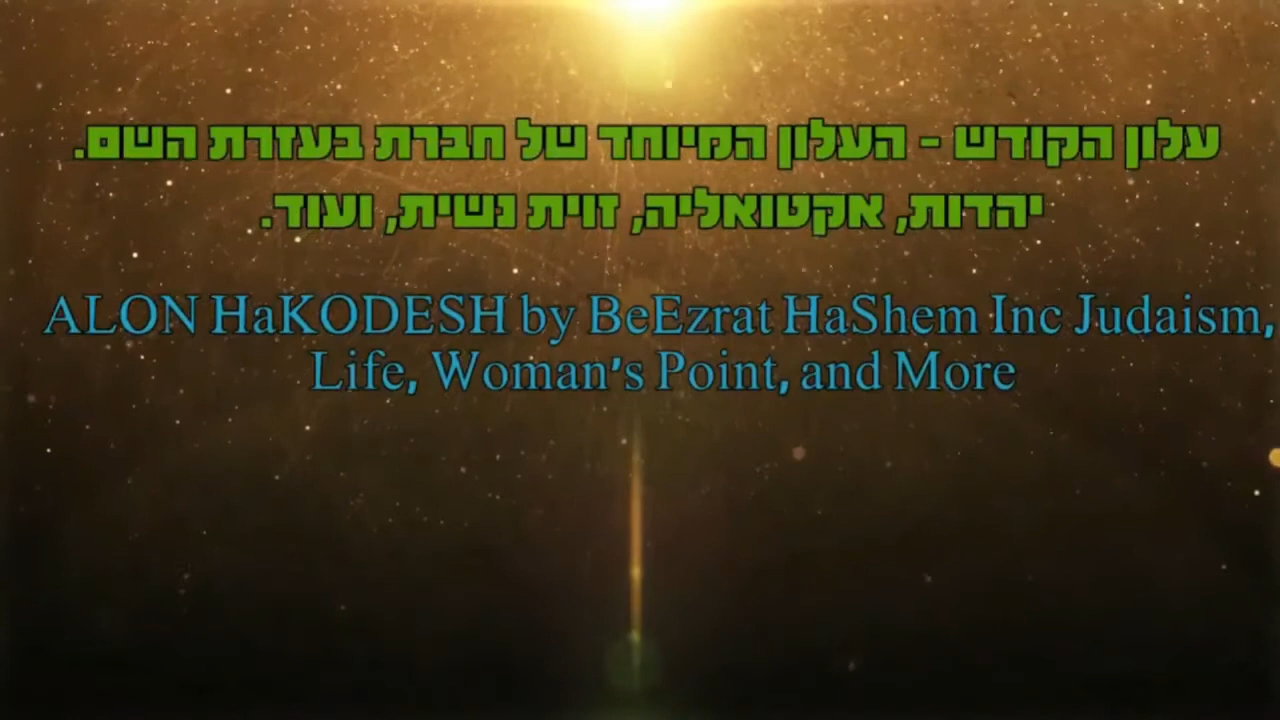 עלון הקודש - העלון המיוחד של חברת בעזרת השם.
יהדות, אקטואליה, זוית נשית, ועוד.
ALON HaKODESH by BeEzrat HaShem Inc Judaism,
Life, Woman's Point, and More